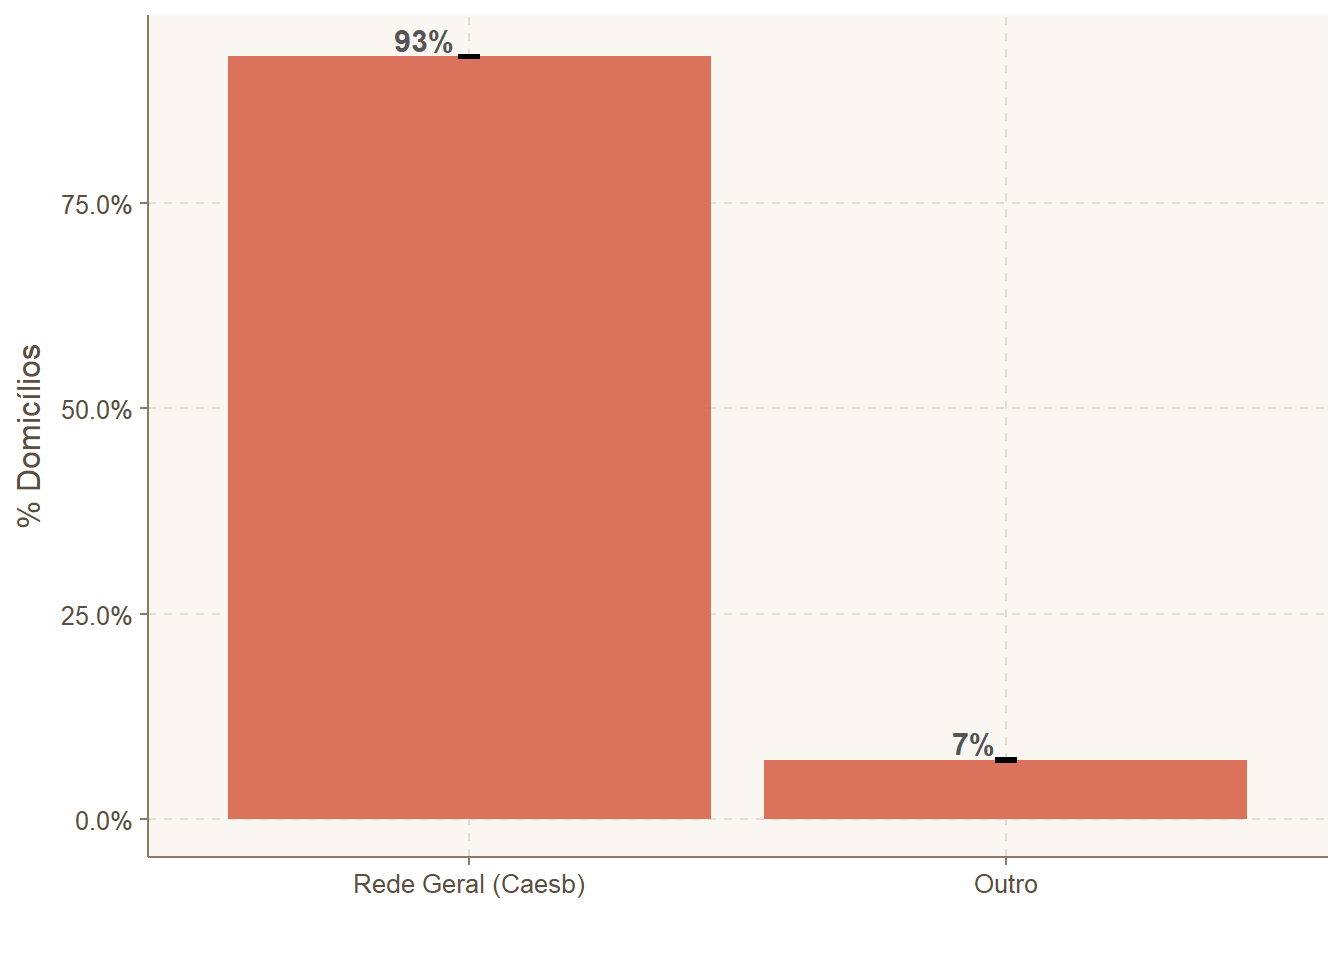 93%
75.0%
50.0%
25.0%
0.0%
7%
% Domicílios
Rede Geral (Caesb)
Outro